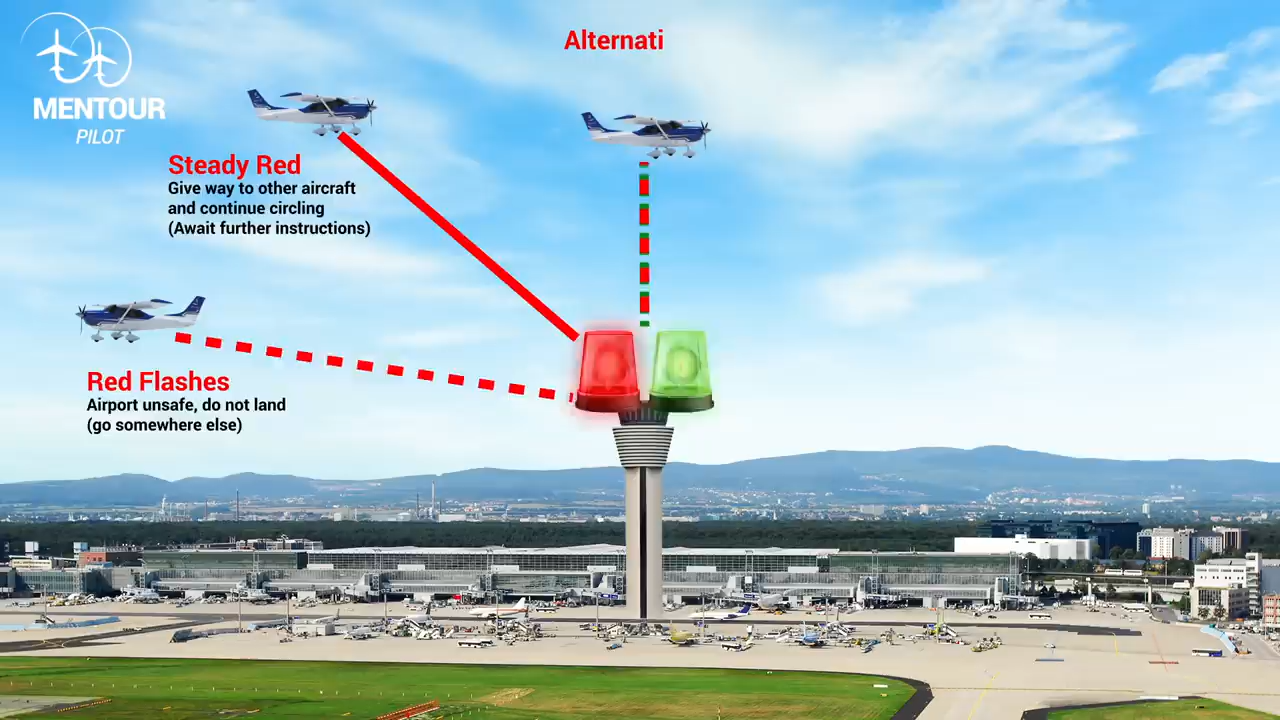 MENTOUR
PILOT
Alternati
Steady Red
Give way to other aircraft
and continue circling
(Await further instructions)
Red Flashes
Airport unsafe, do not land
(go somewhere else)